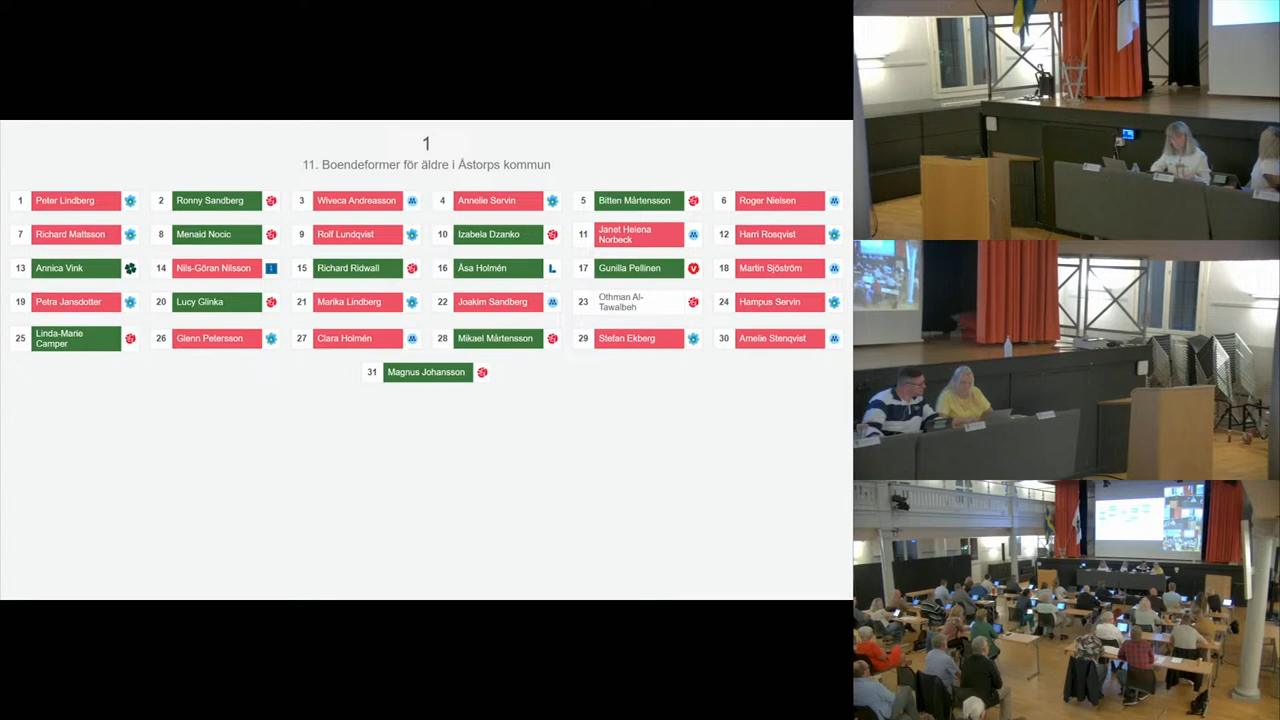 1
11. Boendeformer för äldre i Åstorps kommun
1 Peter Lindberg
2 Ronny Sandberg
3 Wiveca Andreasson
4 Annelie Servin
5 Bitten Mårtensson
6 Roger Nielsen
7 Richard Mattsson
8 Menaid Nocic
9 Rolf Lundqvist
10 Izabela Dzanko
11 Janet Helena
Norbeck
12 Harri Rosqvist
13 Annica Vink
14 Nils-Göran Nilsson
15 Richard Ridwall
16 Åsa Holmén L
17 Gunilla Pellinen V
18 Martin Sjöström
19 Petra Jansdotter
20 Lucy Glinka
21 Marika Lindberg
22 Joakim Sandberg
23 Othman Al-
Tawalbeh
24 Hampus Servin
25 Linda-Marie
Camper
26 Glenn Petersson
27 Clara Holmén
28 Mikael Mårtensson
29 Stefan Ekberg
30 Amelie Stenqvist
31 Magnus Johansson